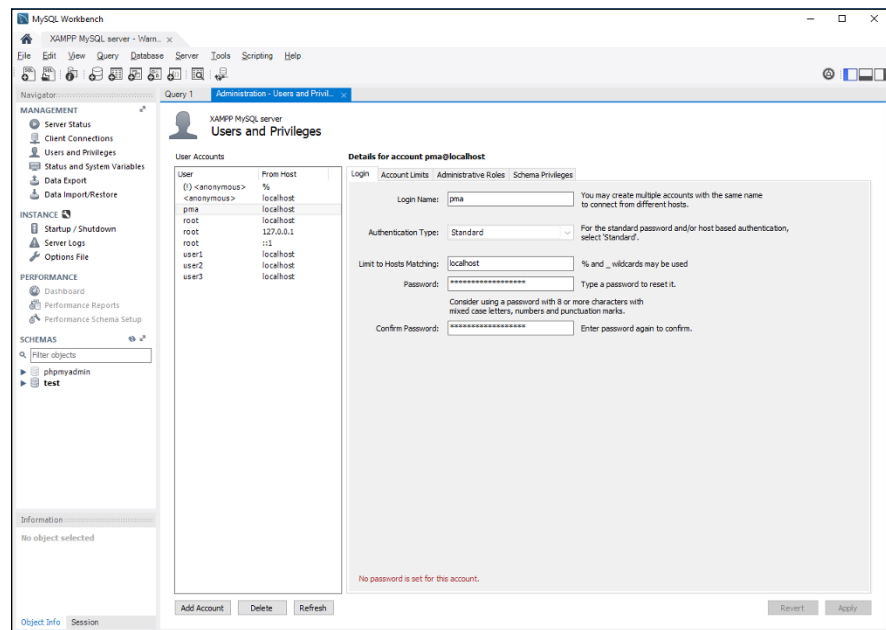 MySQL Workbench
XAMPP MySQL server - Warn... ×
File Edit View Query Database Server Tools Scripting Help
Navigator
MANAGEMENT
Server Status
Client Connections
Users and Privileges
Status and System Variables
Data Export
Data Import/Restore
INSTANCE
Startup / Shutdown
Server Logs
Options File
PERFORMANCE
Dashboard
Performance Reports
Performance Schema Setup
SCHEMAS
Filter objects
phpmyadmin
test
Information
No object selected
Object Info Session
Query 1 Administration - Users and Privil... ×
XAMPP MySQL server
Users and Privileges
User Accounts
User From Host
(!) <anonymous> %
<anonymous> localhost
pma localhost
root localhost
root 127.0.0.1
root ::1
user1 localhost
user2 localhost
user3 localhost
Add Account Delete Refresh
Details for account pma@localhost
Login Account Limits Administrative Roles Schema Privileges
Login Name: pma You may create multiple accounts with the same name
to connect from different hosts.
Authentication Type: Standard For the standard password and/or host based authentication,
select 'Standard'.
Limit to Hosts Matching: localhost % and _ wildcards may be used
Password: ****************** Type a password to reset it.
Consider using a password with 8 or more characters with
mixed case letters, numbers and punctuation marks.
Confirm Password: ****************** Enter password again to confirm.
No password is set for this account.
Revert Apply